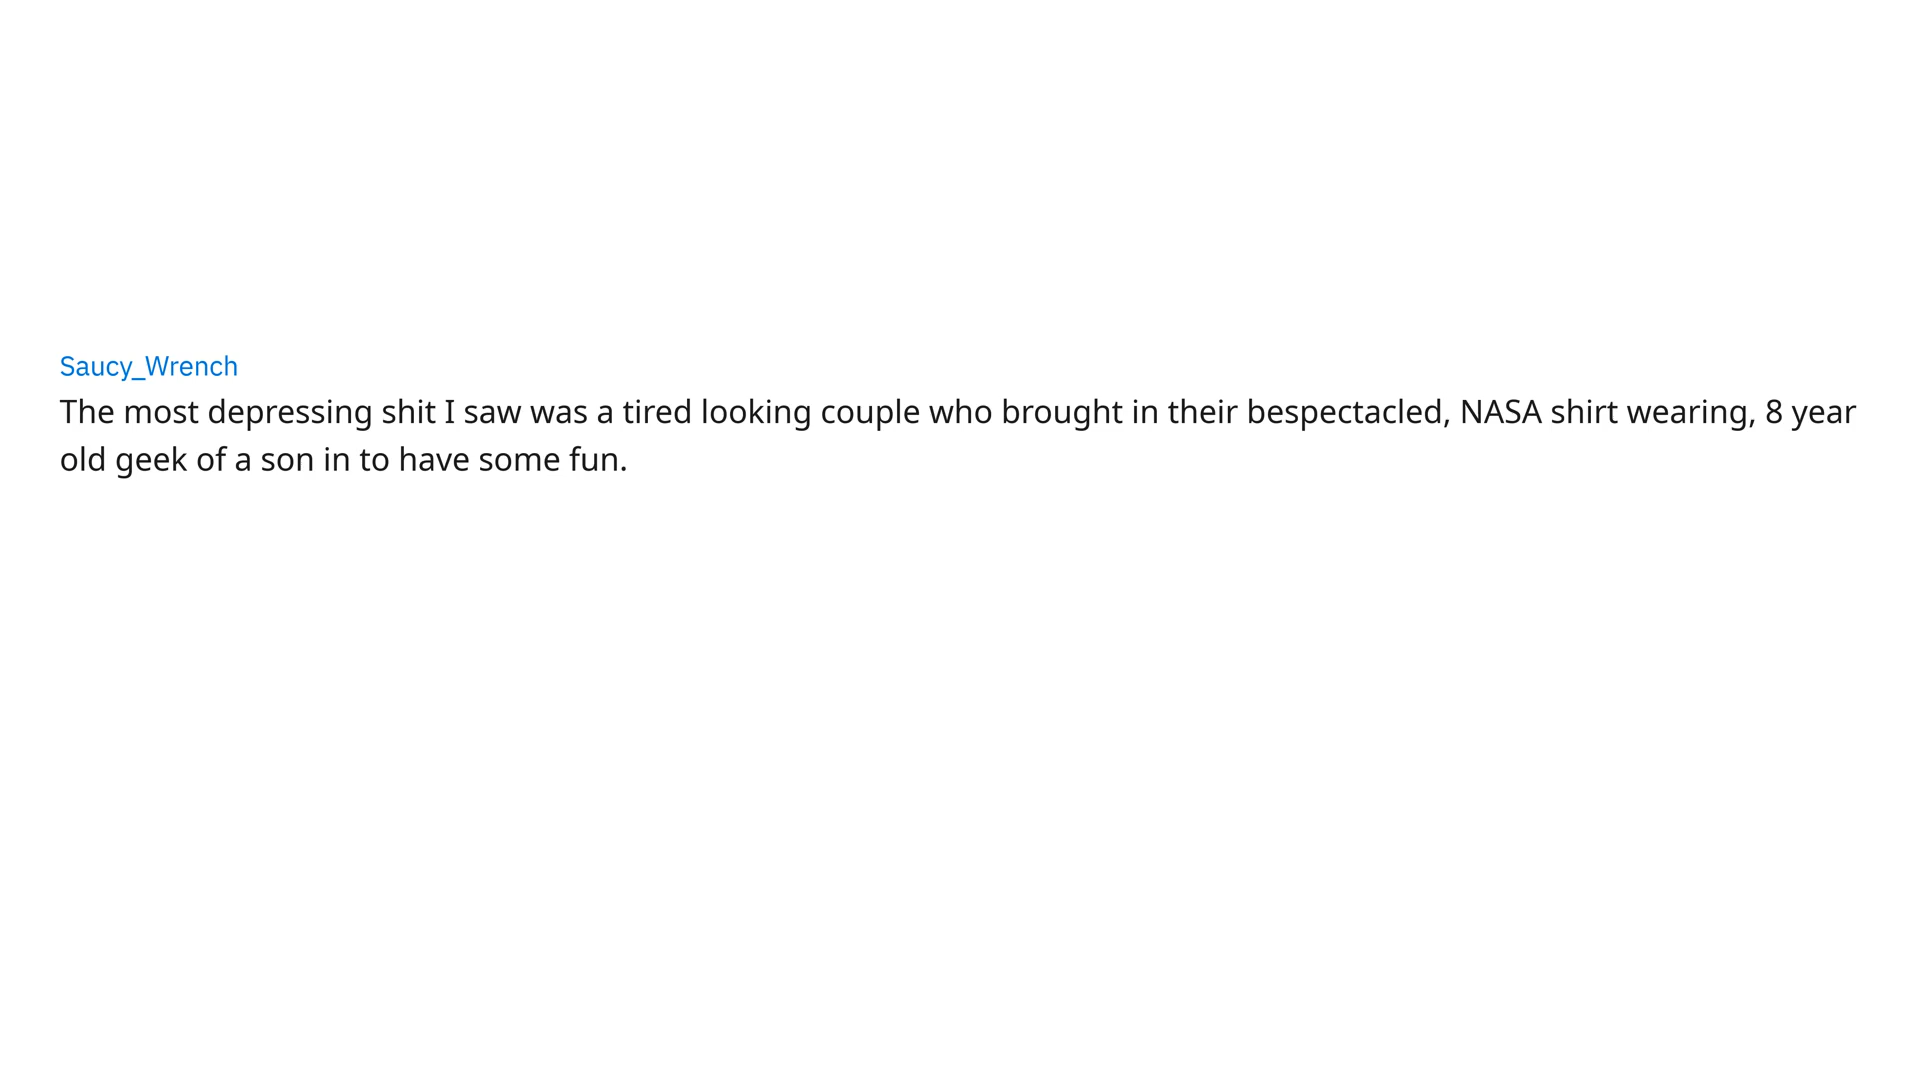 Saucy_Wrench
The most depressing shit I saw was a tired looking couple who brought in their bespectacled, NASA shirt wearing, 8 year
old geek of a son in to have some fun.